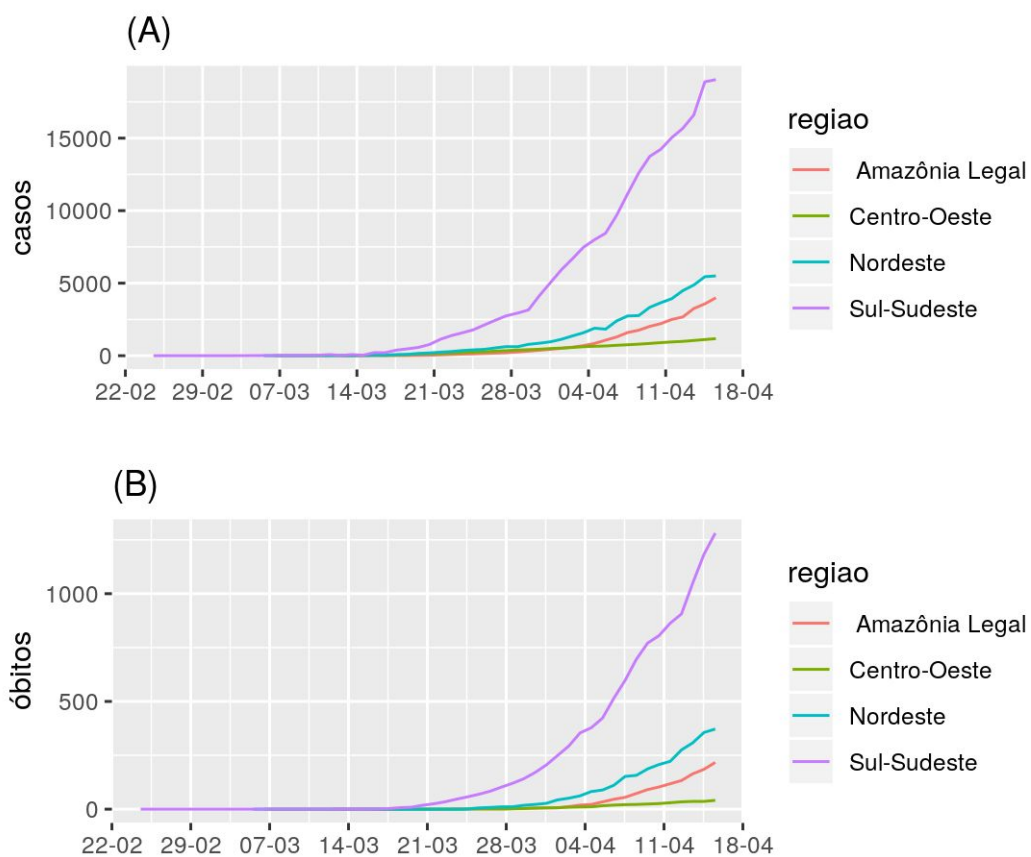 (A)
casos
15000
10000
5000
0
22-02 29-02 07-03 14-03 21-03 28-03 04-04 11-04 18-04
regiao
Amazônia Legal
Centro-Oeste
Nordeste
Sul-Sudeste
(B)
óbitos
1000
500
0
22-02 29-02 07-03 14-03 21-03 28-03 04-04 11-04 18-04
regiao
Amazônia Legal
Centro-Oeste
Nordeste
Sul-Sudeste